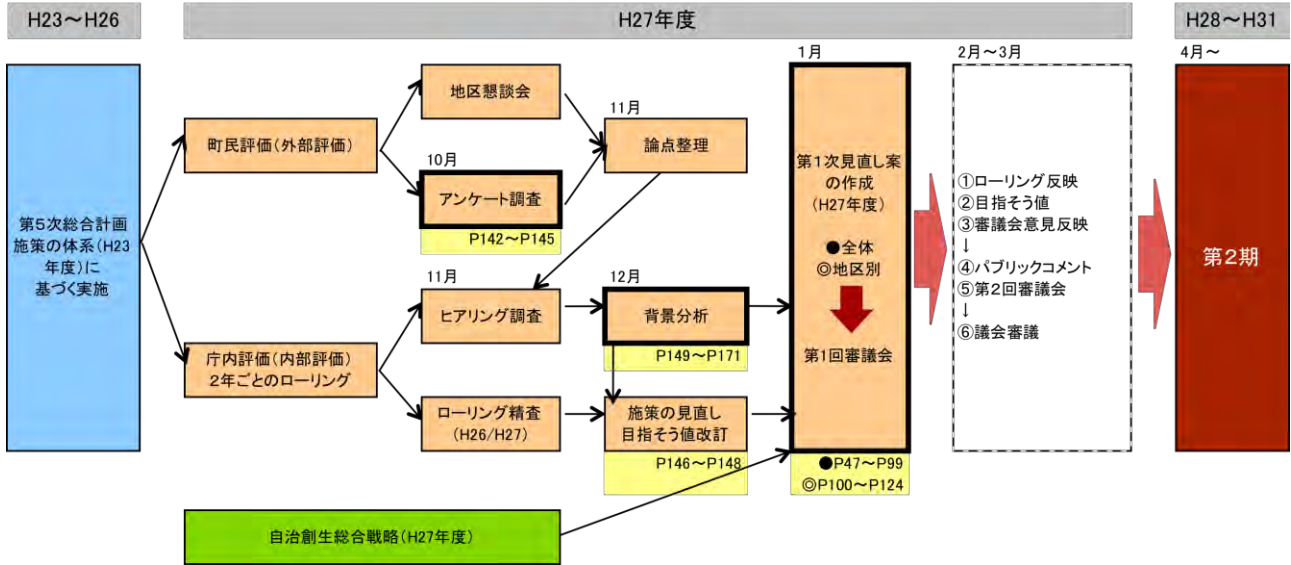 H23～H26
H27年度
H28～H31
第5次総合計画
施策の体系(H23
年度)に
基づく実施
町民評価(外部評価)
庁内評価(内部評価)
2年ごとのローリング
地区懇談会
10月
アンケート調査
P142～P145
11月
論点整理
11月
ヒアリング調査
12月
背景分析
P149～P171
ローリング精査
(H26/H27)
施策の見直し
目指そう値改訂
P146～P148
自治創生総合戦略(H27年度)
1月
第1次見直し案
の作成
(H27年度)
●全体
◎地区別
第1回審議会
●P47～P99
◎P100～P124
2月～3月
①ローリング反映
②目指そう値
③審議会意見反映
↓
④パブリックコメント
⑤第2回審議会
↓
⑥議会審議
4月～
第2期